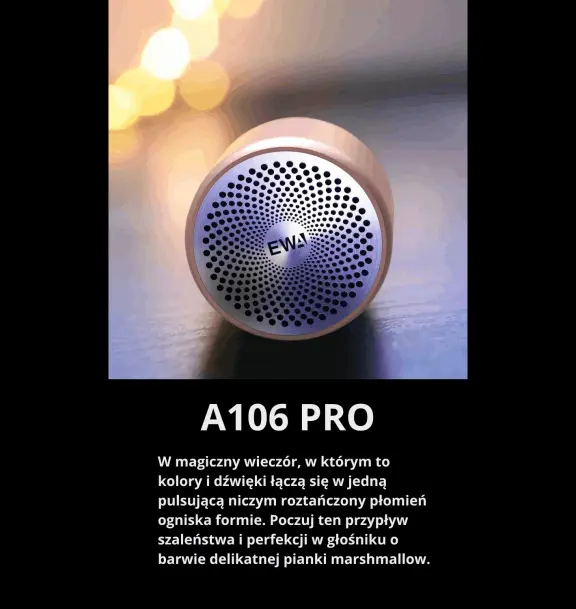 EWA
A106 PRO
W magiczny wieczór, w którym to
kolory i dźwięki łączą się w jedną
pulsującą niczym roztańczony płomień
ogniska formie. Poczuj ten przypływ
szaleństwa i perfekcji w głośniku o
barwie delikatnej pianki marshmallow.